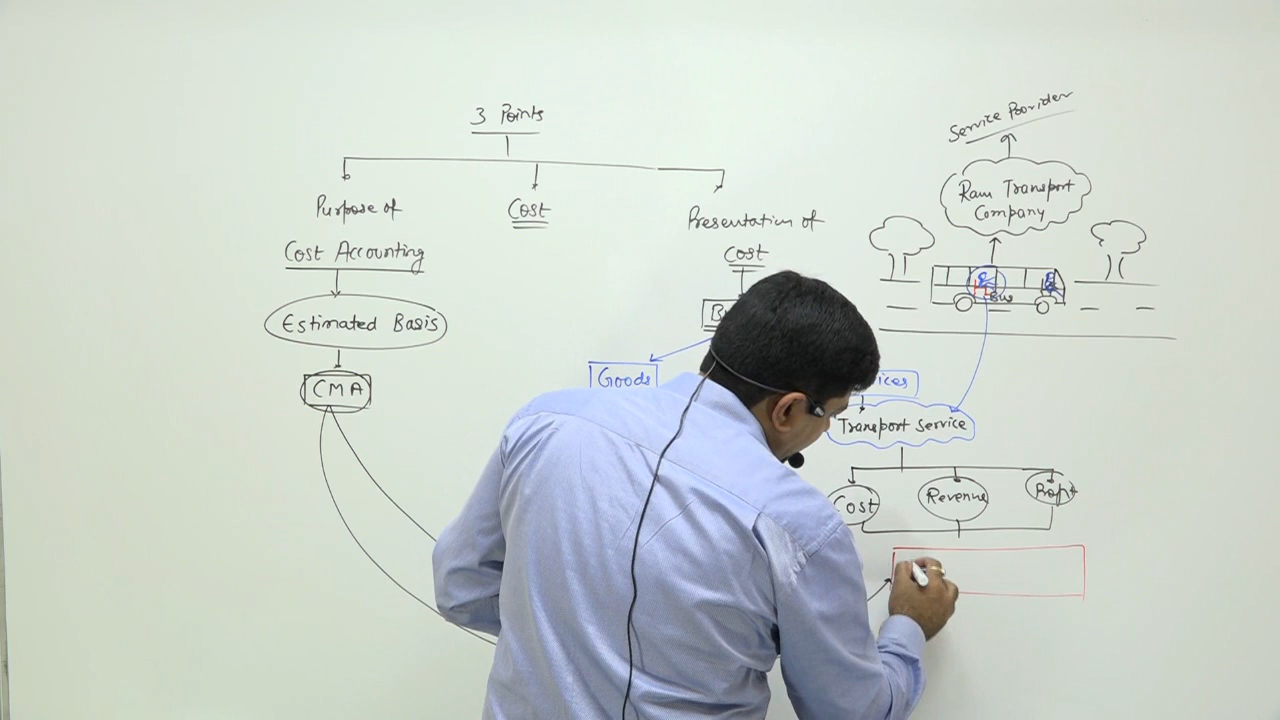 3 Points
Purpose of
Cost Accounting
Estimated Basis
CMA
Cost
Presentation of
Cost
Goods
Transport Service
Cost
Revenue
Profit
Service Provider
Ram Transport
Company
Bus